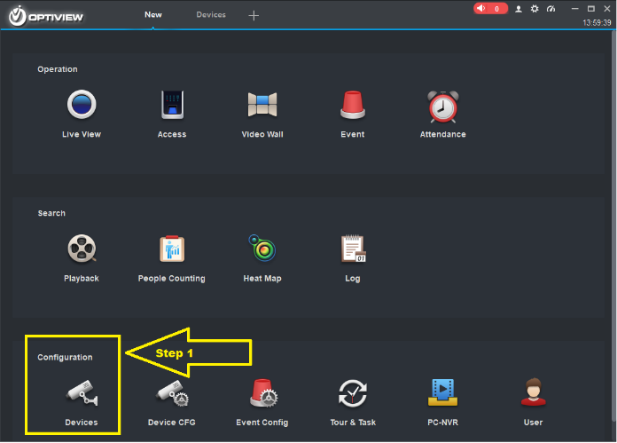 OPTIVIEW New Devices +
0
13:59:39
Operation
Live View Access Video Wall Event Attendance
Search
Playback People Counting Heat Map Log
Configuration
Step 1
Devices Device CFG Event Config Tour & Task PC-NVR User